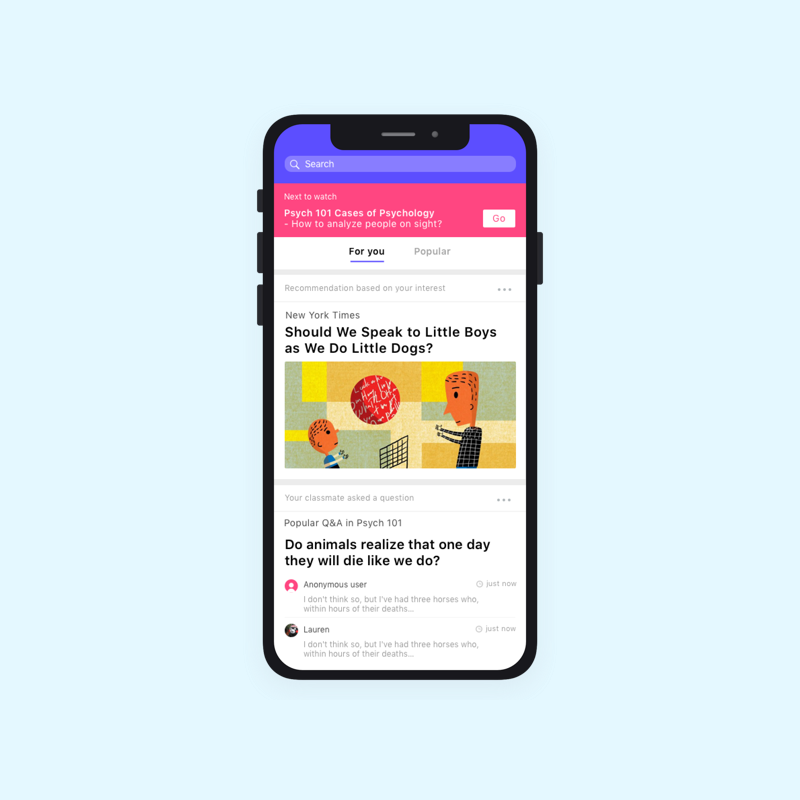 Search
Next to watch
Psych 101 Cases of Psychology
- How to analyze people on sight?
Go
For you
Popular
Recommendation based on your interest
New York Times
Should We Speak to Little Boys
as We Do Little Dogs?
Your classmate asked a question
Popular Q&A in Psych 101
Do animals realize that one day
they will die like we do?
Anonymous user
just now
I don't think so, but I've had three horses who,
within hours of their deaths...
Lauren
just now
I don't think so, but I've had three horses who,
within hours of their deaths...